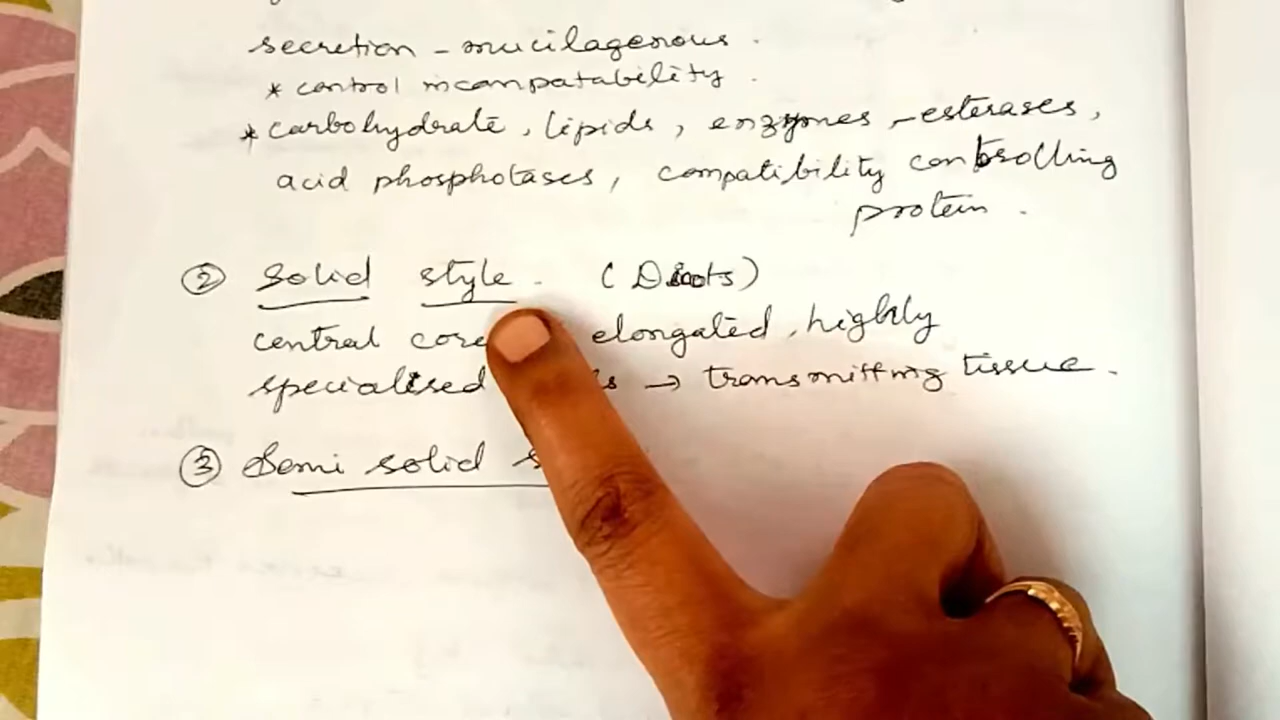 secretion - mucilagenous.
* control incompatability.
* carbohydrate, lipids, enzymes - esterases,
acid phosphotases, compatibility controlling
protein.
② Solid style. (Dicots)
central core elongated, highly
specialised → transmitting tissue.
③ Semi solid